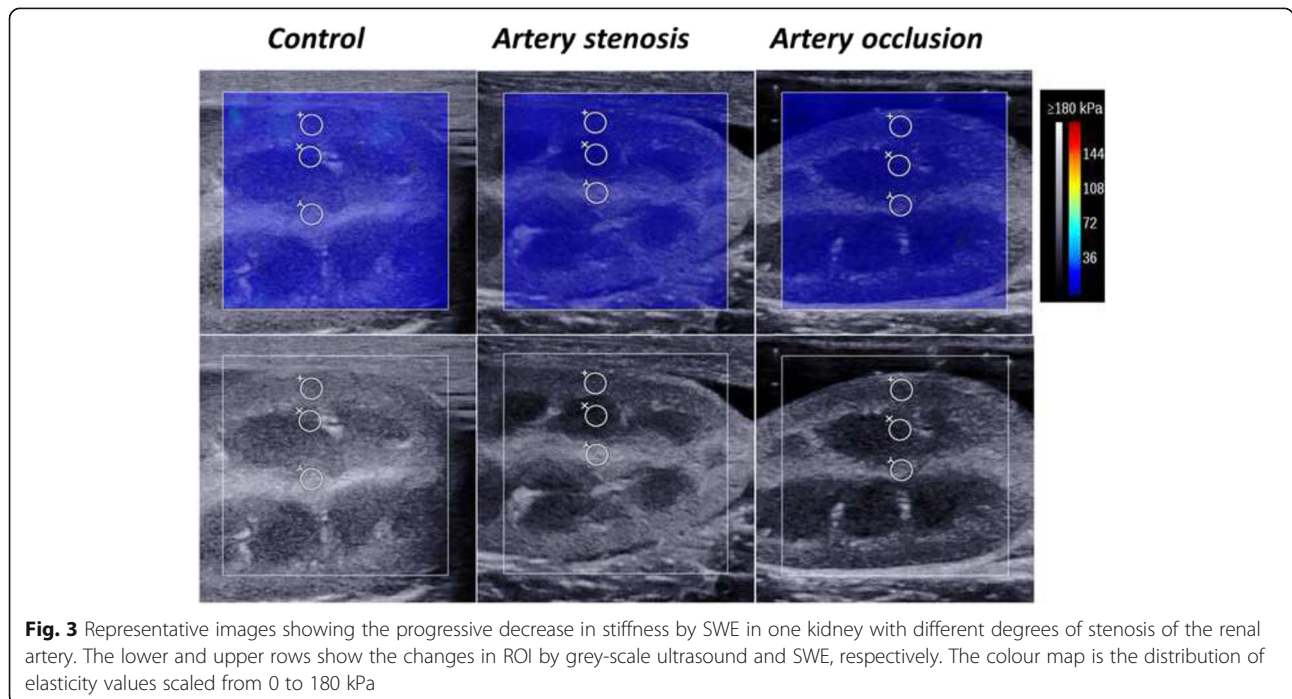 Control Artery stenosis Artery occlusion
≥180 kPa
144
108
72
36
Fig. 3 Representative images showing the progressive decrease in stiffness by SWE in one kidney with different degrees of stenosis of the renal
artery. The lower and upper rows show the changes in ROI by grey-scale ultrasound and SWE, respectively. The colour map is the distribution of
elasticity values scaled from 0 to 180 kPa